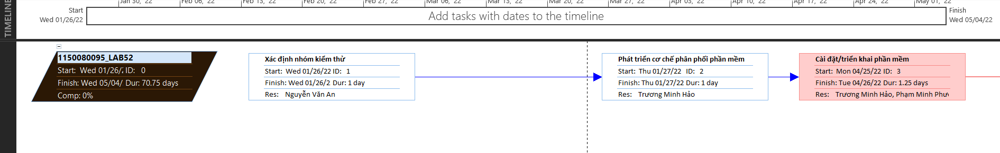 TIMELINE
Jan 30, '22 Feb 06, '22 Feb 13, '22 Feb 20, '22 Feb 27, '22 Mar 06, '22 Mar 13, '22 Mar 20, '22 Mar 27, '22 Apr 03, '22 Apr 10, '22 Apr 17, '22 Apr 24, '22 May 01, '22
Start
Wed 01/26/22
Add tasks with dates to the timeline
Finish
Wed 05/04/22
1150080095_LAB52
Start: Wed 01/26/2 ID: 0
Finish: Wed 05/04/ Dur: 70.75 days
Comp: 0%
Xác định nhóm kiểm thử
Start: Wed 01/26/22 ID: 1
Finish: Wed 01/26/2 Dur: 1 day
Res: Nguyễn Văn An
Phát triển cơ chế phân phối phần mềm
Start: Thu 01/27/22 ID: 2
Finish: Thu 01/27/22 Dur: 1 day
Res: Trương Minh Hảo
Cài đặt/triển khai phần mềm
Start: Mon 04/25/22 ID: 3
Finish: Tue 04/26/22 Dur: 1.25 days
Res: Trương Minh Hảo, Phạm Minh Phư